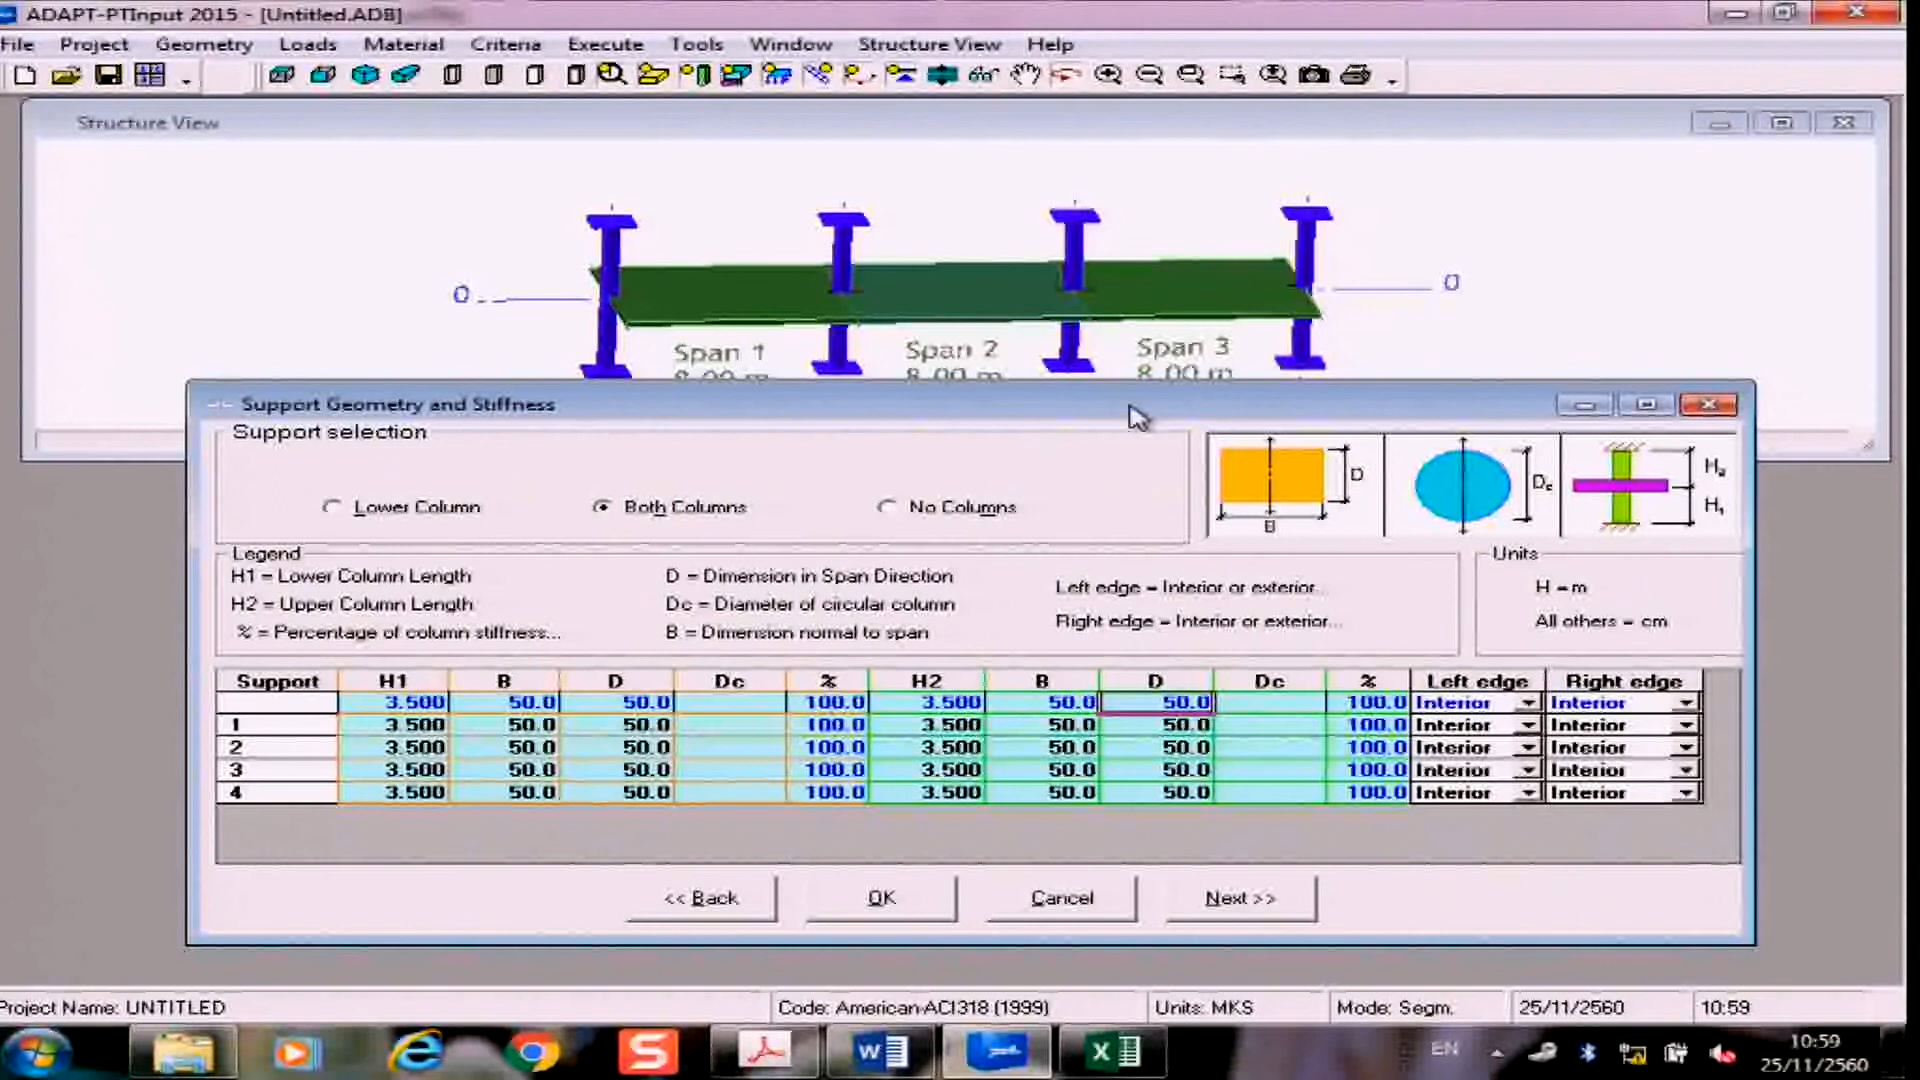 ADAPT-PTInput 2015 - [Untitled.ADB]
File Project Geometry Loads Material Criteria Execute Tools Window Structure View Help
Structure View
0 0
Span 1 Span 2 Span 3
8.00 m 8.00 m 8.00 m
Support Geometry and Stiffness
Support selection
Lower Column Both Columns No Columns
D B Dc H2 H1
Legend
H1 = Lower Column Length
H2 = Upper Column Length
% = Percentage of column stiffness...
D = Dimension in Span Direction
Dc = Diameter of circular column
B = Dimension normal to span
Left edge = Interior or exterior...
Right edge = Interior or exterior...
Units
H = m
All others = cm
Support H1 B D Dc % H2 B D Dc % Left edge Right edge
3.500 50.0 50.0 100.0 3.500 50.0 50.0 100.0 Interior Interior
1 3.500 50.0 50.0 100.0 3.500 50.0 50.0 100.0 Interior Interior
2 3.500 50.0 50.0 100.0 3.500 50.0 50.0 100.0 Interior Interior
3 3.500 50.0 50.0 100.0 3.500 50.0 50.0 100.0 Interior Interior
4 3.500 50.0 50.0 100.0 3.500 50.0 50.0 100.0 Interior Interior
<< Back OK Cancel Next >>
Project Name: UNTITLED Code: American-ACI318 (1999) Units: MKS Mode: Segm. 25/11/2560 10:59
EN 10:59
25/11/2560